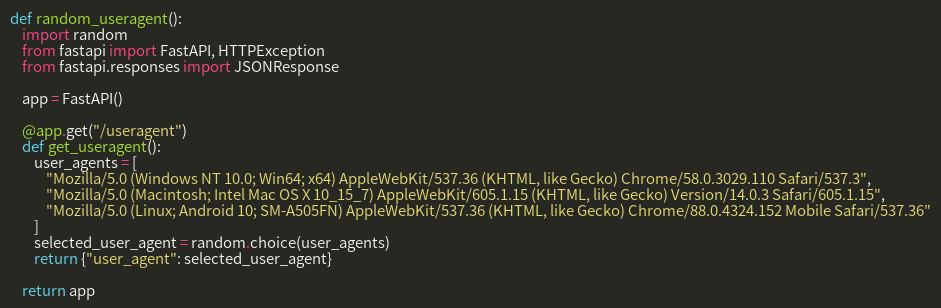 def random_useragent():
    import random
    from fastapi import FastAPI, HTTPException
    from fastapi.responses import JSONResponse

    app = FastAPI()

    @app.get("/useragent")
    def get_useragent():
        user_agents = [
            "Mozilla/5.0 (Windows NT 10.0; Win64; x64) AppleWebKit/537.36 (KHTML, like Gecko) Chrome/58.0.3029.110 Safari/537.3",
            "Mozilla/5.0 (Macintosh; Intel Mac OS X 10_15_7) AppleWebKit/605.1.15 (KHTML, like Gecko) Version/14.0.3 Safari/605.1.15",
            "Mozilla/5.0 (Linux; Android 10; SM-A505FN) AppleWebKit/537.36 (KHTML, like Gecko) Chrome/88.0.4324.152 Mobile Safari/537.36"
        ]
        selected_user_agent = random.choice(user_agents)
        return {"user_agent": selected_user_agent}

    return app